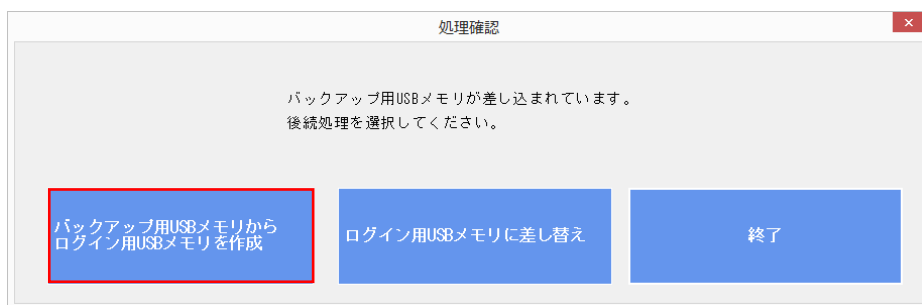 処理確認
×
バックアップ用USBメモリが差し込まれています。
後続処理を選択してください。
バックアップ用USBメモリから
ログイン用USBメモリを作成
ログイン用USBメモリに差し替え
終了